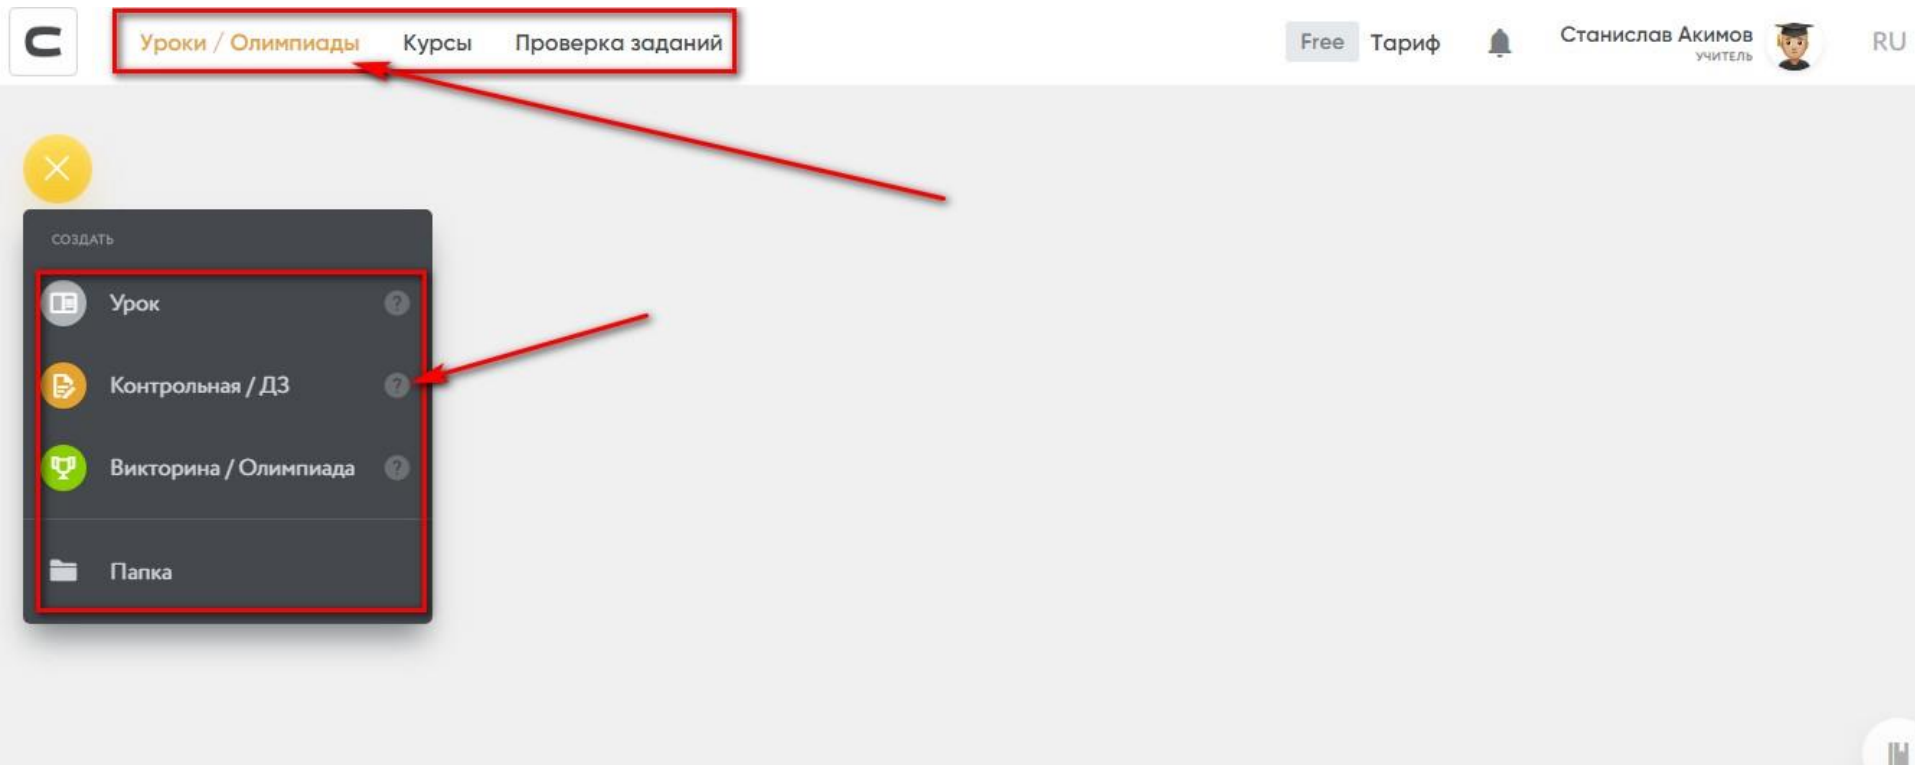 Уроки / Олимпиады Курсы Проверка заданий Free Тариф Станислав Акимов RU
учитель
СОЗДАТЬ
Урок ?
Контрольная / ДЗ ?
Викторина / Олимпиада ?
Папка